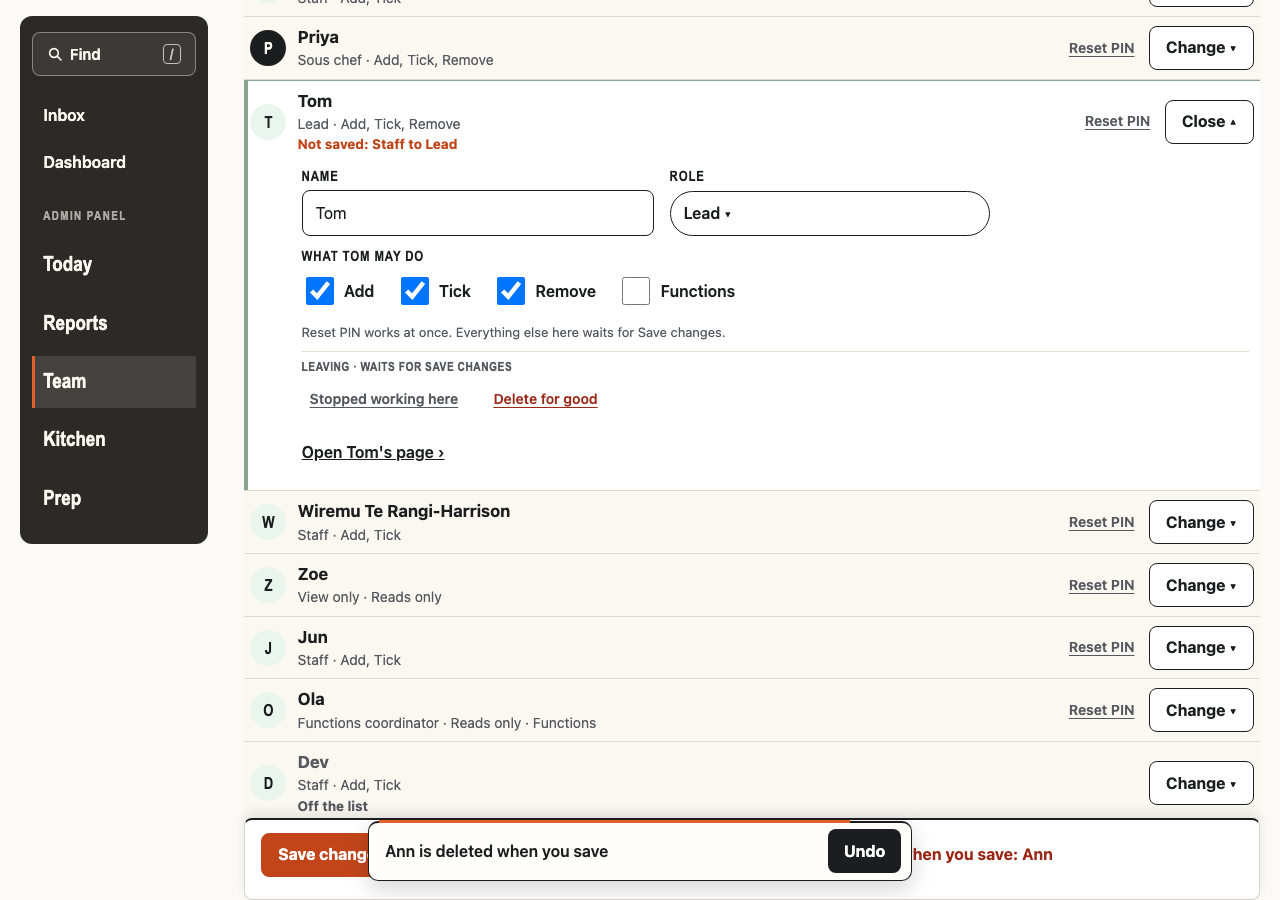 Find /
Inbox
Dashboard
ADMIN PANEL
Today
Reports
Team
Kitchen
Prep
P
Priya
Sous chef · Add, Tick, Remove
Reset PIN
Change ▾
T
Tom
Lead · Add, Tick, Remove
Not saved: Staff to Lead
Reset PIN
Close ▴
NAME
Tom
ROLE
Lead ▾
WHAT TOM MAY DO
Add
Tick
Remove
Functions
Reset PIN works at once. Everything else here waits for Save changes.
LEAVING · WAITS FOR SAVE CHANGES
Stopped working here
Delete for good
Open Tom's page ›
W
Wiremu Te Rangi-Harrison
Staff · Add, Tick
Reset PIN
Change ▾
Z
Zoe
View only · Reads only
Reset PIN
Change ▾
J
Jun
Staff · Add, Tick
Reset PIN
Change ▾
O
Ola
Functions coordinator · Reads only · Functions
Reset PIN
Change ▾
D
Dev
Staff · Add, Tick
Off the list
Change ▾
Save
Ann is deleted when you save
Undo
you save: Ann